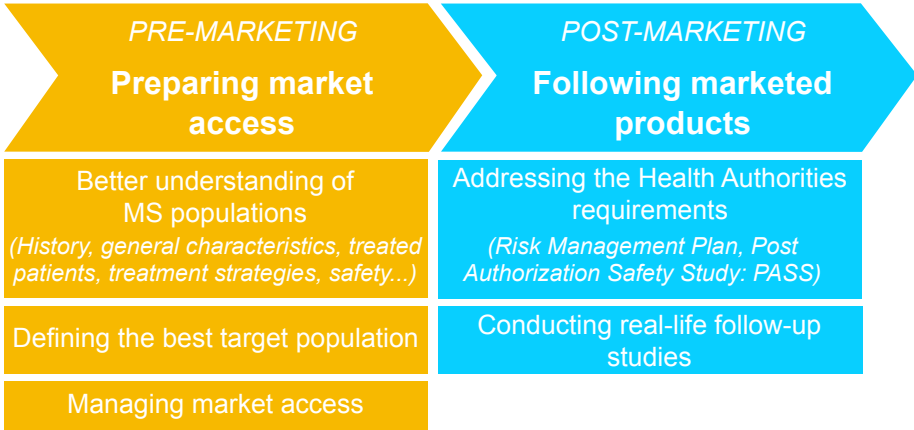 PRE-MARKETING
Preparing market
access
Better understanding of
MS populations
(History, general characteristics, treated
patients, treatment strategies, safety...)
Defining the best target population
Managing market access
POST-MARKETING
Following marketed
products
Addressing the Health Authorities
requirements
(Risk Management Plan, Post
Authorization Safety Study: PASS)
Conducting real-life follow-up
studies